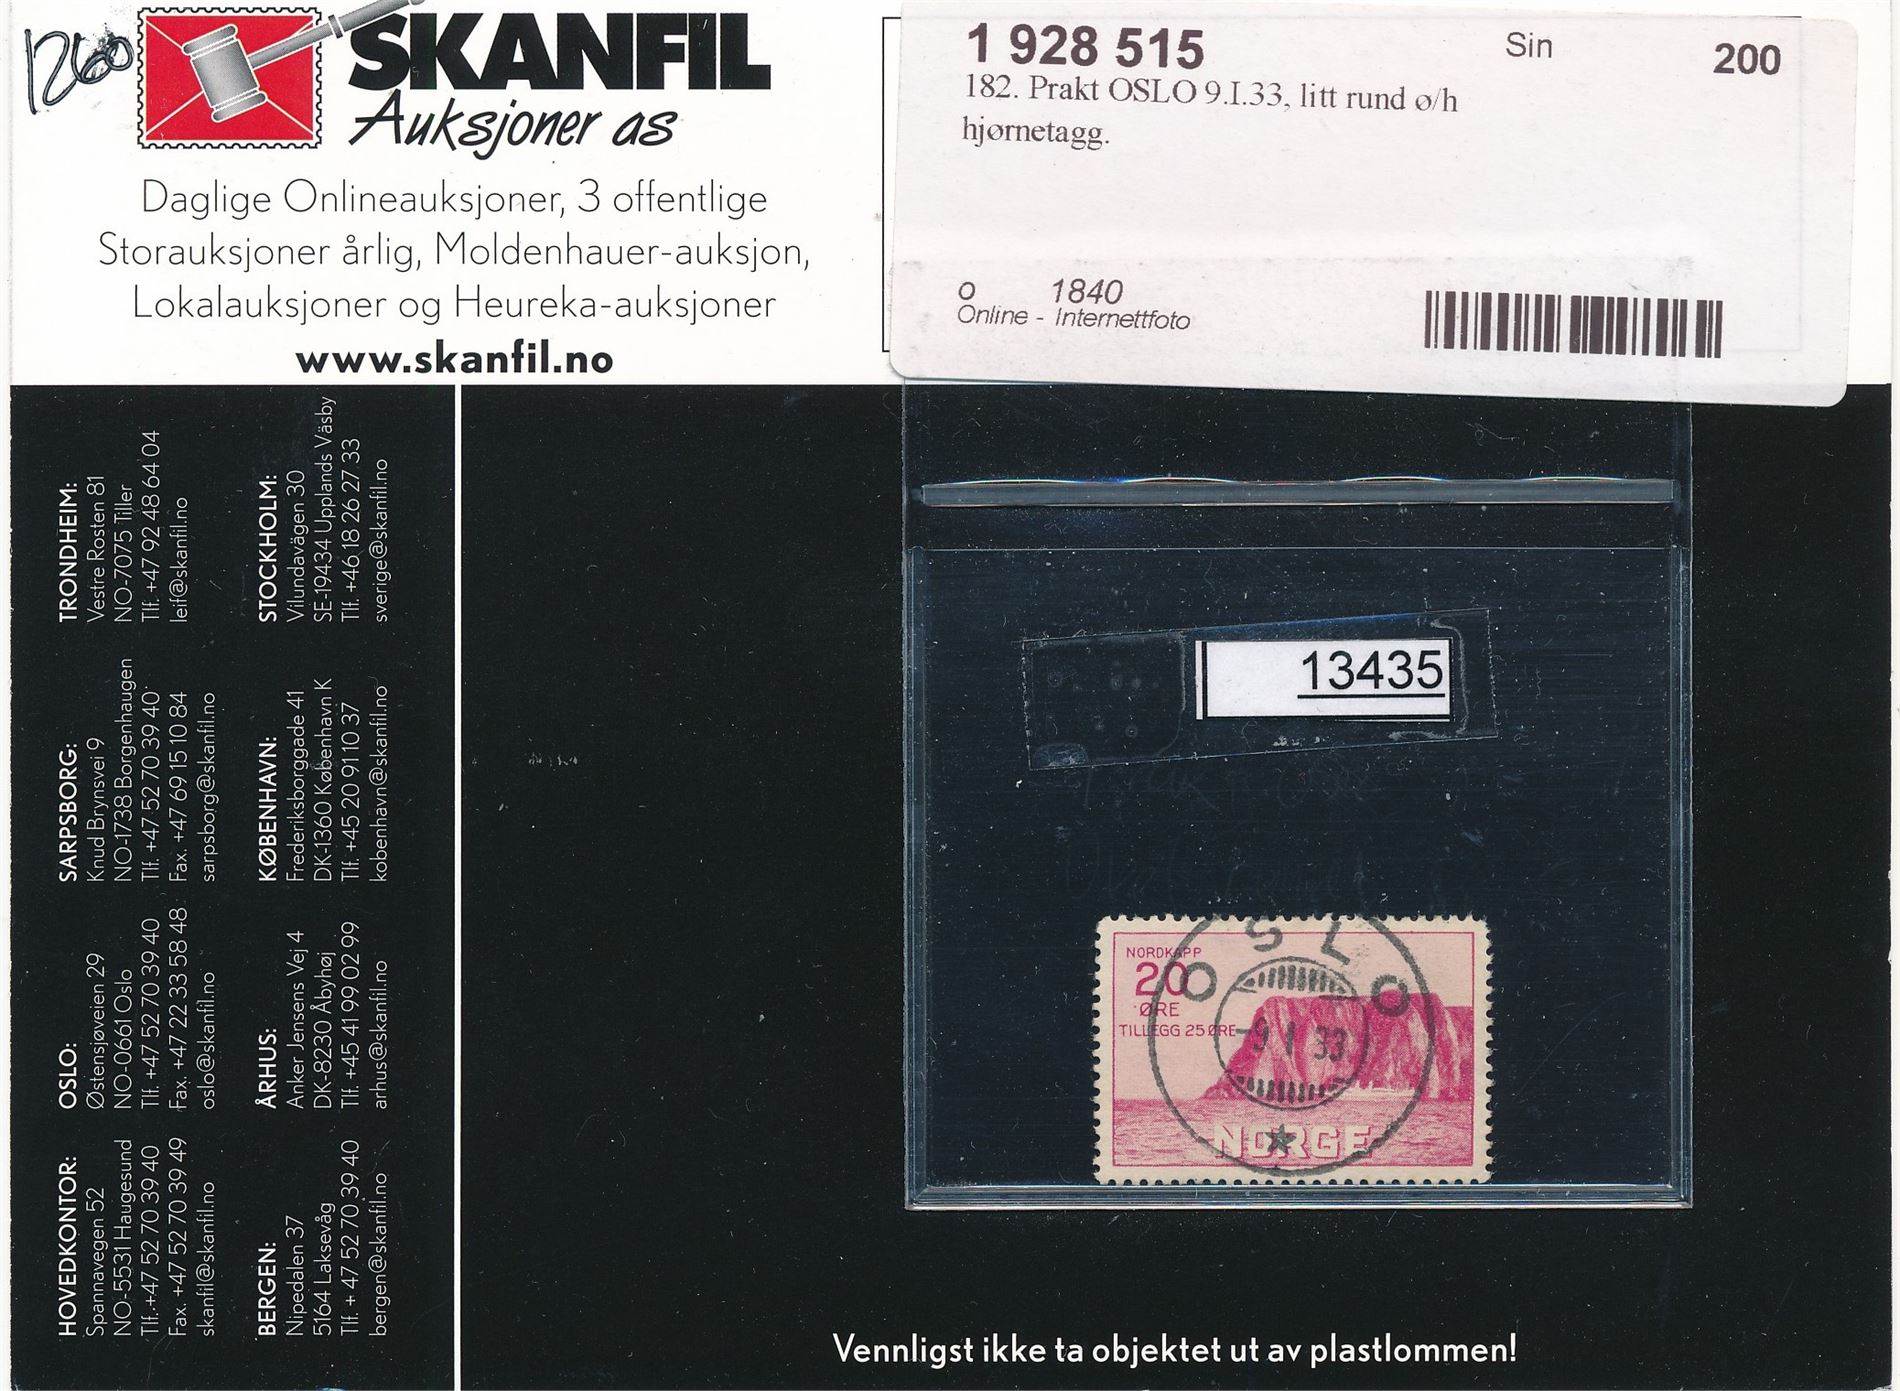 1260
SKANFIL
Auksjoner as
Daglige Onlineauksjoner, 3 offentlige
Storauksjoner årlig, Moldenhauer-auksjon,
Lokalauksjoner og Heureka-auksjoner
www.skanfil.no
1 928 515
Sin
200
182. Prakt OSLO 9.I.33, litt rund ø/h
hjørnetagg.
o 1840
Online - Internettfoto
TRONDHEIM:
Vestre Rosten 81
NO-7075 Tiller
Tlf. +47 92 48 64 04
leif@skanfil.no
STOCKHOLM:
Vilundavägen 30
SE-19434 Upplands Väsby
Tlf. +46 18 26 27 33
sverige@skanfil.no
SARPSBORG:
Knud Brynsvei 9
NO-1738 Borgenhaugen
Tlf. +47 52 70 39 40
Fax. +47 69 15 10 84
sarpsborg@skanfil.no
KØBENHAVN:
Frederiksborggade 41
DK-1360 København K
Tlf. +45 20 91 10 37
kobenhavn@skanfil.no
OSLO:
Østensjøveien 29
NO-0661 Oslo
Tlf. +47 52 70 39 40
Fax. +47 22 33 58 48
oslo@skanfil.no
ÅRHUS:
Anker Jensens Vej 4
DK-8230 Åbyhøj
Tlf. +45 41 99 02 99
arhus@skanfil.no
HOVEDKONTOR:
Spannavegen 52
NO-5531 Haugesund
Tlf.+47 52 70 39 40
Fax. +47 52 70 39 49
skanfil@skanfil.no
BERGEN:
Nipedalen 37
5164 Laksevåg
Tlf. + 47 52 70 39 40
bergen@skanfil.no
13435
NORDKAPP
20
ØRE
TILLEGG 25 ØRE
OSLO
-9 1 33
NORGE
Vennligst ikke ta objektet ut av plastlommen!